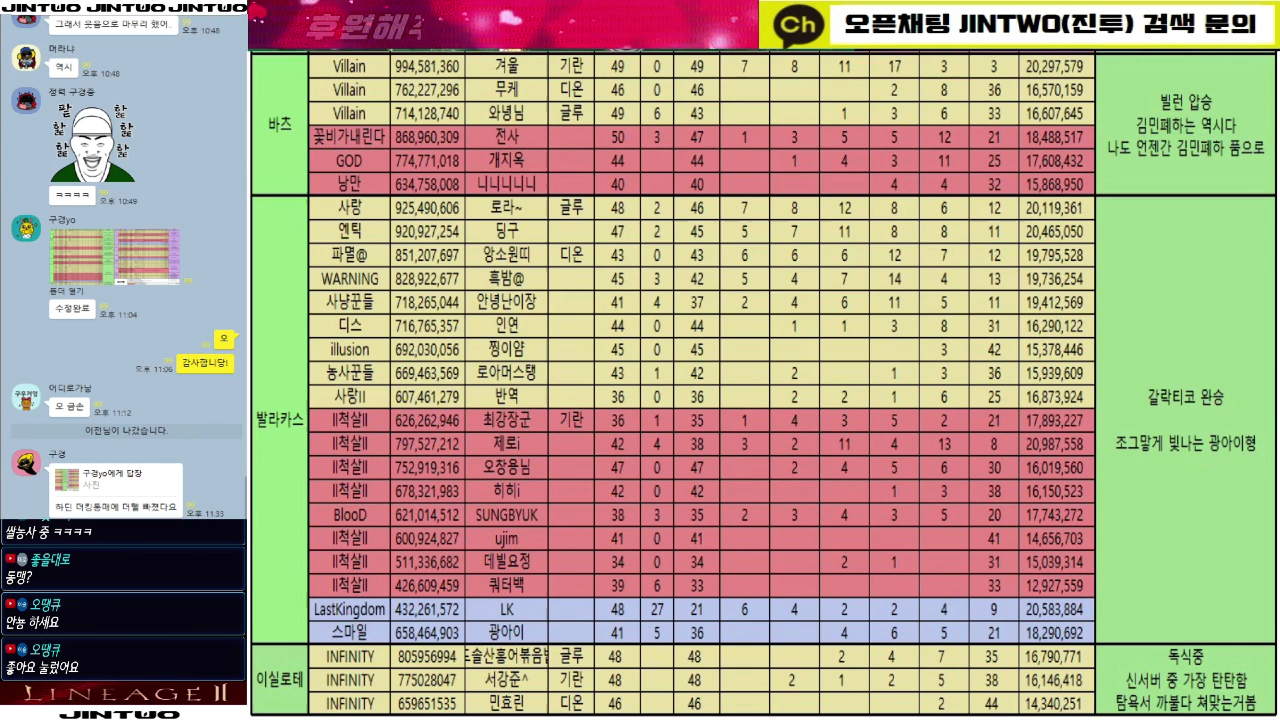 JINTWO JINTWO JINTWO
그래서 웃음으로 마무리 했어..
오후 10:48
머라냐
역시
오후 10:48
정력 구경중
핥 핥
핥 핥
핥 핥
ㅋㅋㅋㅋ
오후 10:49
구경yo
폴더 열기
수정완료
오후 11:04
오
감사합니당!
오후 11:06
어디로가낭
오 금손
오후 11:12
이전님이 나갔습니다.
구경
구경yo에게 답장
사진
하딘 더킹동매에 더헬 빠졌다요
오후 11:33
쌀농사 중 ㅋㅋㅋㅋ
좋을대로
동맹?
오땡큐
안뇽 하세요
오땡큐
좋아요 눌렀어요
LINEAGE II
JINTWO
후원해주
Ch 오픈채팅 JINTWO(진투) 검색 문의
바츠
Villain 994,581,360 겨울 기란 49 0 49 7 8 11 17 3 3 20,297,579
Villain 762,227,296 무케 디온 46 0 46 2 8 36 16,570,159
Villain 714,128,740 와녕님 글루 49 6 43 1 3 6 33 16,607,645
꽃비가내린다 868,960,309 전사 50 3 47 1 3 5 5 12 21 18,488,517
GOD 774,771,018 개지옥 44 44 1 4 3 11 25 17,608,432
낭만 634,758,008 니니니니니 40 40 4 4 32 15,868,950
빌런 압승
김민폐하는 역시다
나도 언젠간 김민폐하 품으로
발라카스
사랑 925,490,606 로라~ 글루 48 2 46 7 8 12 8 6 12 20,119,361
엔틱 920,927,254 딩구 47 2 45 5 7 11 8 8 11 20,465,050
파멸@ 851,207,697 앙소원띠 디온 43 0 43 6 6 6 12 7 12 19,795,528
WARNING 828,922,677 흑밤@ 45 3 42 5 4 7 14 4 13 19,736,254
사냥꾼들 718,265,044 안녕난이장 41 4 37 2 4 6 11 5 11 19,412,569
디스 716,765,357 인연 44 0 44 1 1 3 8 31 16,290,122
illusion 692,030,056 찡이얌 45 0 45 3 42 15,378,446
농사꾼들 669,463,569 로아머스탱 43 1 42 2 1 3 36 15,939,609
사랑II 607,461,279 반역 36 0 36 2 2 1 6 25 16,873,924
II척살II 626,262,946 최강장군 기란 36 1 35 1 4 3 5 2 21 17,893,227
II척살II 797,527,212 제로i 42 4 38 3 2 11 4 13 8 20,987,558
II척살II 752,919,316 오창용님 47 0 47 2 4 5 6 30 16,019,560
II척살II 678,321,983 히히i 42 0 42 1 3 38 16,150,523
BlooD 621,014,512 SUNGBYUK 38 3 35 2 3 4 3 5 20 17,743,272
II척살II 600,924,827 ujim 41 0 41 41 14,656,703
II척살II 511,336,682 데빌요정 34 0 34 2 1 31 15,039,314
II척살II 426,609,459 쿼터백 39 6 33 33 12,927,559
LastKingdom 432,261,572 LK 48 27 21 6 4 2 2 4 9 20,583,884
스마일 658,464,903 광아이 41 5 36 4 6 5 21 18,290,692
갈락티코 완승
조그맣게 빛나는 광아이형
이실로테
INFINITY 805956994 글루 48 48 2 4 7 35 16,790,771
INFINITY 775028047 서강준^ 기란 48 48 2 1 2 5 38 16,146,418
INFINITY 659651535 민효린 디온 46 46 2 44 14,340,251
독식중
신서버 중 가장 탄탄함
탐욕서 까불다 쳐맞는거봄